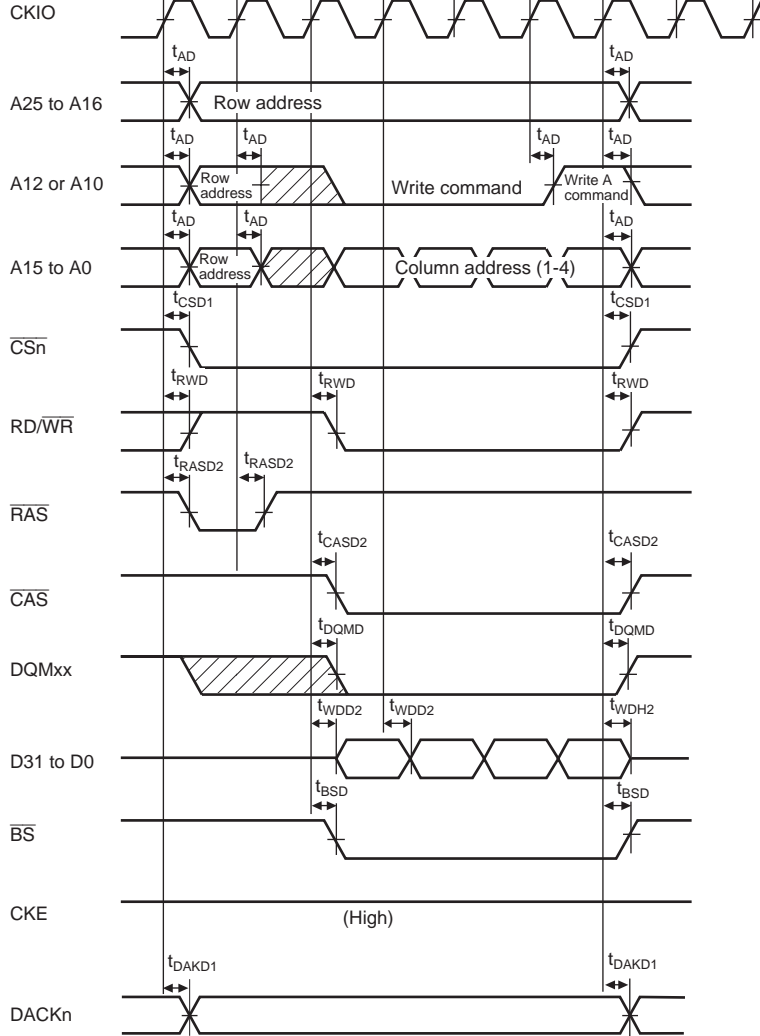 CKIO
tAD tAD
A25 to A16 Row address
tAD tAD tAD tAD
A12 or A10 Row address Write command Write A command
tAD tAD tAD
A15 to A0 Row address Column address (1-4)
tCSD1 tCSD1
CSn
tRWD tRWD tRWD
RD/WR
tRASD2 tRASD2
RAS
tCASD2 tCASD2
CAS
tDQMD tDQMD
DQMxx
tWDD2 tWDD2 tWDH2
D31 to D0
tBSD tBSD
BS
CKE (High)
tDAKD1 tDAKD1
DACKn